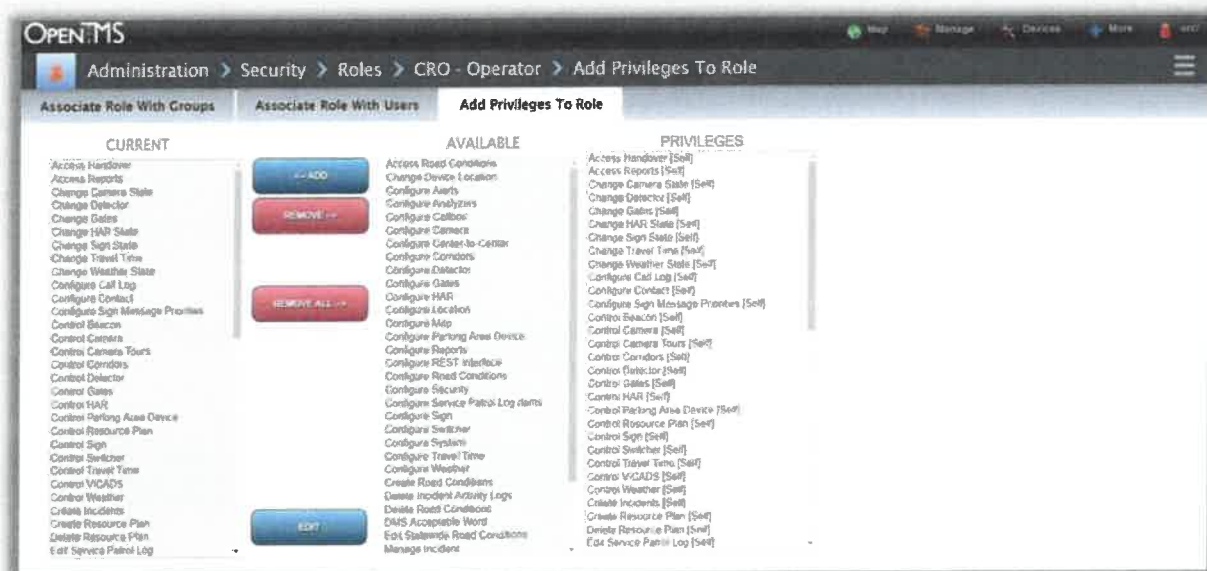 OPEN TMS
Map Manage Devices More
Administration > Security > Roles > CRO - Operator > Add Privileges To Role
Associate Role With Groups Associate Role With Users Add Privileges To Role
CURRENT
Access Handover
Access Reports
Change Camera State
Change Detector
Change Gates
Change HAR State
Change Sign State
Change Travel Time
Change Weather State
Configure Call Log
Configure Contact
Configure Sign Message Priorities
Control Beacon
Control Camera
Control Camera Tours
Control Corridors
Control Detector
Control Gates
Control HAR
Control Parking Area Device
Control Resource Plan
Control Sign
Control Switcher
Control Travel Time
Control VICADS
Control Weather
Create Incidents
Create Resource Plan
Delete Resource Plan
Edit Service Patrol Log
<-- ADD
REMOVE -->
REMOVE ALL -->
EDIT
AVAILABLE
Access Road Conditions
Change Device Location
Configure Alerts
Configure Analyzers
Configure Callbox
Configure Camera
Configure Center-to-Center
Configure Corridors
Configure Detector
Configure Gates
Configure HAR
Configure Location
Configure Map
Configure Parking Area Device
Configure Reports
Configure REST Interface
Configure Road Conditions
Configure Security
Configure Service Patrol Log Items
Configure Sign
Configure Switcher
Configure System
Configure Travel Time
Configure Weather
Create Road Conditions
Delete Incident Activity Logs
Delete Road Conditions
DMS Acceptable Word
Edit Statewide Road Conditions
Manage Incident
PRIVILEGES
Access Handover [Self]
Access Reports [Self]
Change Camera State [Self]
Change Detector [Self]
Change Gates [Self]
Change HAR State [Self]
Change Sign State [Self]
Change Travel Time [Self]
Change Weather State [Self]
Configure Call Log [Self]
Configure Contact [Self]
Configure Sign Message Priorities [Self]
Control Beacon [Self]
Control Camera [Self]
Control Camera Tours [Self]
Control Corridors [Self]
Control Detector [Self]
Control Gates [Self]
Control HAR [Self]
Control Parking Area Device [Self]
Control Resource Plan [Self]
Control Sign [Self]
Control Switcher [Self]
Control Travel Time [Self]
Control VICADS [Self]
Control Weather [Self]
Create Incidents [Self]
Create Resource Plan [Self]
Delete Resource Plan [Self]
Edit Service Patrol Log [Self]